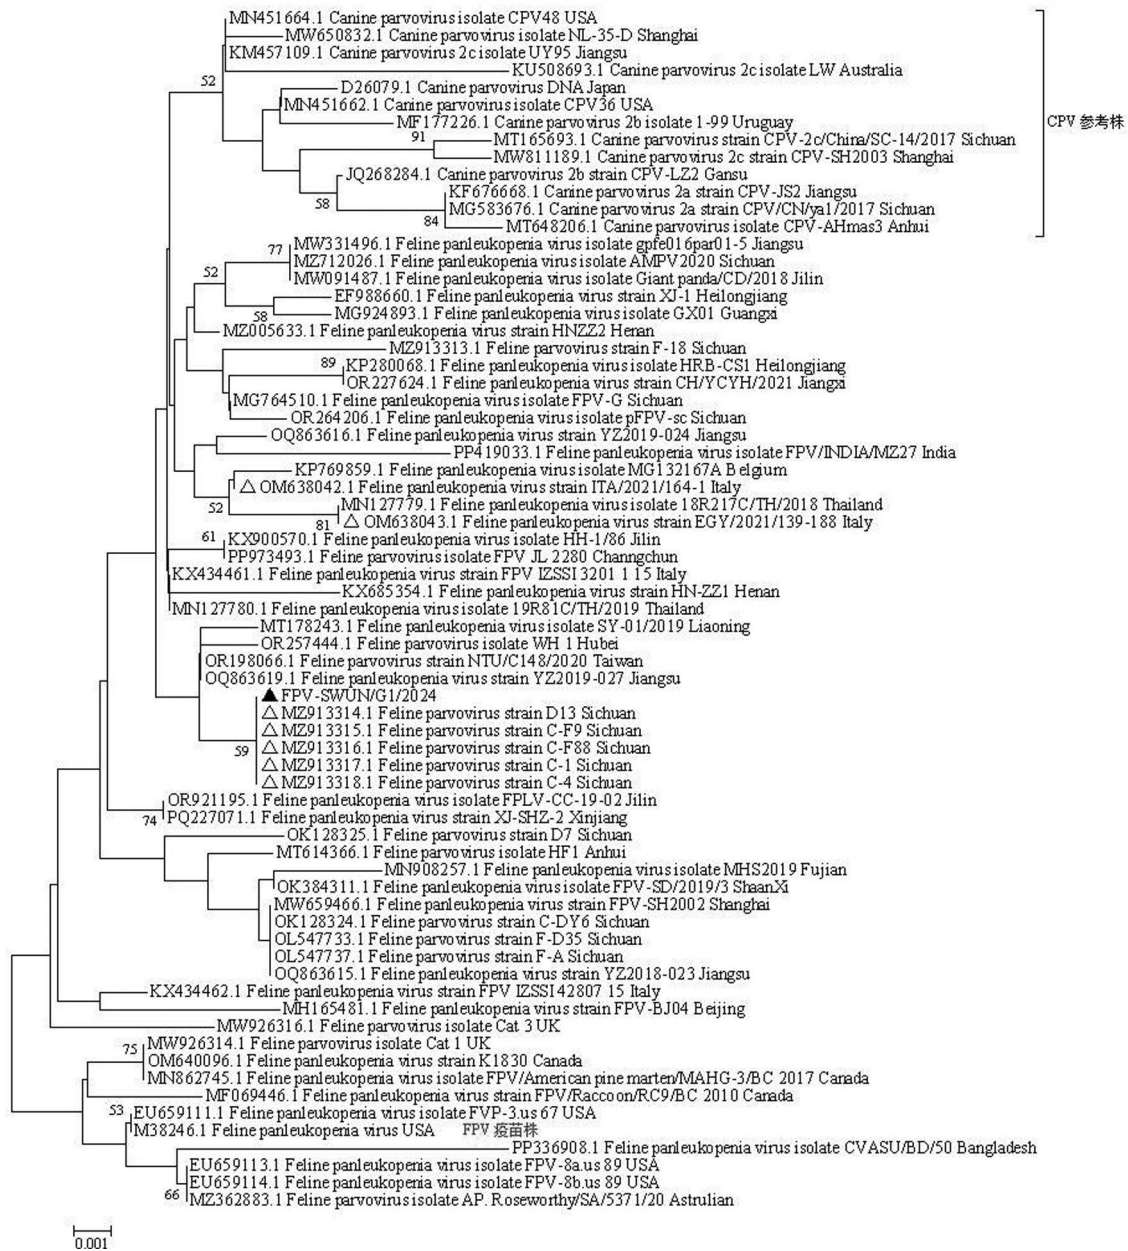 MN451664.1 Canine parvovirus isolate CPV48 USA
MW650832.1 Canine parvovirus isolate NL-35-D Shanghai
KM457109.1 Canine parvovirus 2c isolate UY95 Jiangsu
KU508693.1 Canine parvovirus 2c isolate LW Australia
52
D26079.1 Canine parvovirus DNA Japan
MN451662.1 Canine parvovirus isolate CPV36 USA
MF177226.1 Canine parvovirus 2b isolate 1-99 Uruguay
CPV 参考株
91
MT165693.1 Canine parvovirus strain CPV-2c/China/SC-14/2017 Sichuan
MW811189.1 Canine parvovirus 2c strain CPV-SH2003 Shanghai
JQ268284.1 Canine parvovirus 2b strain CPV-LZ2 Gansu
KF676668.1 Canine parvovirus 2a strain CPV-JS2 Jiangsu
58
MG583676.1 Canine parvovirus 2a strain CPV/CN/ya1/2017 Sichuan
84
MT648206.1 Canine parvovirus isolate CPV-AHmas3 Anhui
77
MW331496.1 Feline panleukopenia virus isolate gpfe016par01-5 Jiangsu
MZ712026.1 Feline panleukopenia virus isolate AMPV2020 Sichuan
52
MW091487.1 Feline panleukopenia virus isolate Giant panda/CD/2018 Jilin
EF988660.1 Feline panleukopenia virus strain XJ-1 Heilongjiang
58
MG924893.1 Feline panleukopenia virus isolate GX01 Guangxi
MZ005633.1 Feline panleukopenia virus strain HNZZ2 Henan
MZ913313.1 Feline parvovirus strain F-18 Sichuan
89
KP280068.1 Feline panleukopenia virus isolate HRB-CS1 Heilongjiang
OR227624.1 Feline panleukopenia virus strain CH/YCYH/2021 Jiangxi
MG764510.1 Feline panleukopenia virus isolate FPV-G Sichuan
OR264206.1 Feline panleukopenia virus isolate pFPV-sc Sichuan
OQ863616.1 Feline panleukopenia virus strain YZ2019-024 Jiangsu
PP419033.1 Feline panleukopenia virus isolate FPV/INDIA/MZ27 India
KP769859.1 Feline panleukopenia virus isolate MG132167A Belgium
△ OM638042.1 Feline panleukopenia virus strain ITA/2021/164-1 Italy
52
MN127779.1 Feline panleukopenia virus isolate 18R217C/TH/2018 Thailand
81
△ OM638043.1 Feline panleukopenia virus strain EGY/2021/139-188 Italy
61
KX900570.1 Feline panleukopenia virus isolate HH-1/86 Jilin
PP973493.1 Feline parvovirus isolate FPV JL 2280 Channgchun
KX434461.1 Feline panleukopenia virus strain FPV IZSSI 3201 1 15 Italy
KX685354.1 Feline panleukopenia virus strain HN-ZZ1 Henan
MN127780.1 Feline panleukopenia virus isolate 19R81C/TH/2019 Thailand
MT178243.1 Feline panleukopenia virus isolate SY-01/2019 Liaoning
OR257444.1 Feline parvovirus isolate WH 1 Hubei
OR198066.1 Feline parvovirus strain NTU/C148/2020 Taiwan
OQ863619.1 Feline panleukopenia virus strain YZ2019-027 Jiangsu
▲ FPV-SWUN/G1/2024
△ MZ913314.1 Feline parvovirus strain D13 Sichuan
△ MZ913315.1 Feline parvovirus strain C-F9 Sichuan
59
△ MZ913316.1 Feline parvovirus strain C-F88 Sichuan
△ MZ913317.1 Feline parvovirus strain C-1 Sichuan
△ MZ913318.1 Feline parvovirus strain C-4 Sichuan
OR921195.1 Feline panleukopenia virus isolate FPLV-CC-19-02 Jilin
74
PQ227071.1 Feline panleukopenia virus strain XJ-SHZ-2 Xinjiang
OK128325.1 Feline parvovirus strain D7 Sichuan
MT614366.1 Feline parvovirus isolate HF1 Anhui
MN908257.1 Feline panleukopenia virus isolate MHS2019 Fujian
OK384311.1 Feline panleukopenia virus isolate FPV-SD/2019/3 ShaanXi
MW659466.1 Feline panleukopenia virus strain FPV-SH2002 Shanghai
OK128324.1 Feline parvovirus strain C-DY6 Sichuan
OL547733.1 Feline parvovirus strain F-D35 Sichuan
OL547737.1 Feline parvovirus strain F-A Sichuan
OQ863615.1 Feline panleukopenia virus strain YZ2018-023 Jiangsu
KX434462.1 Feline panleukopenia virus strain FPV IZSSI 42807 15 Italy
MH165481.1 Feline panleukopenia virus strain FPV-BJ04 Beijing
MW926316.1 Feline parvovirus isolate Cat 3 UK
75
MW926314.1 Feline parvovirus isolate Cat 1 UK
OM640096.1 Feline panleukopenia virus strain K1830 Canada
MN862745.1 Feline panleukopenia virus isolate FPV/American pine marten/MAHG-3/BC 2017 Canada
MF069446.1 Feline panleukopenia virus strain FPV/Raccoon/RC9/BC 2010 Canada
53
EU659111.1 Feline panleukopenia virus isolate FVP-3.us 67 USA
M38246.1 Feline panleukopenia virus USA FPV 疫苗株
PP336908.1 Feline panleukopenia virus isolate CVASU/BD/50 Bangladesh
EU659113.1 Feline panleukopenia virus isolate FPV-8a.us 89 USA
EU659114.1 Feline panleukopenia virus isolate FPV-8b.us 89 USA
66
MZ362883.1 Feline parvovirus isolate AP. Roseworthy/SA/5371/20 Astrulian
0.001